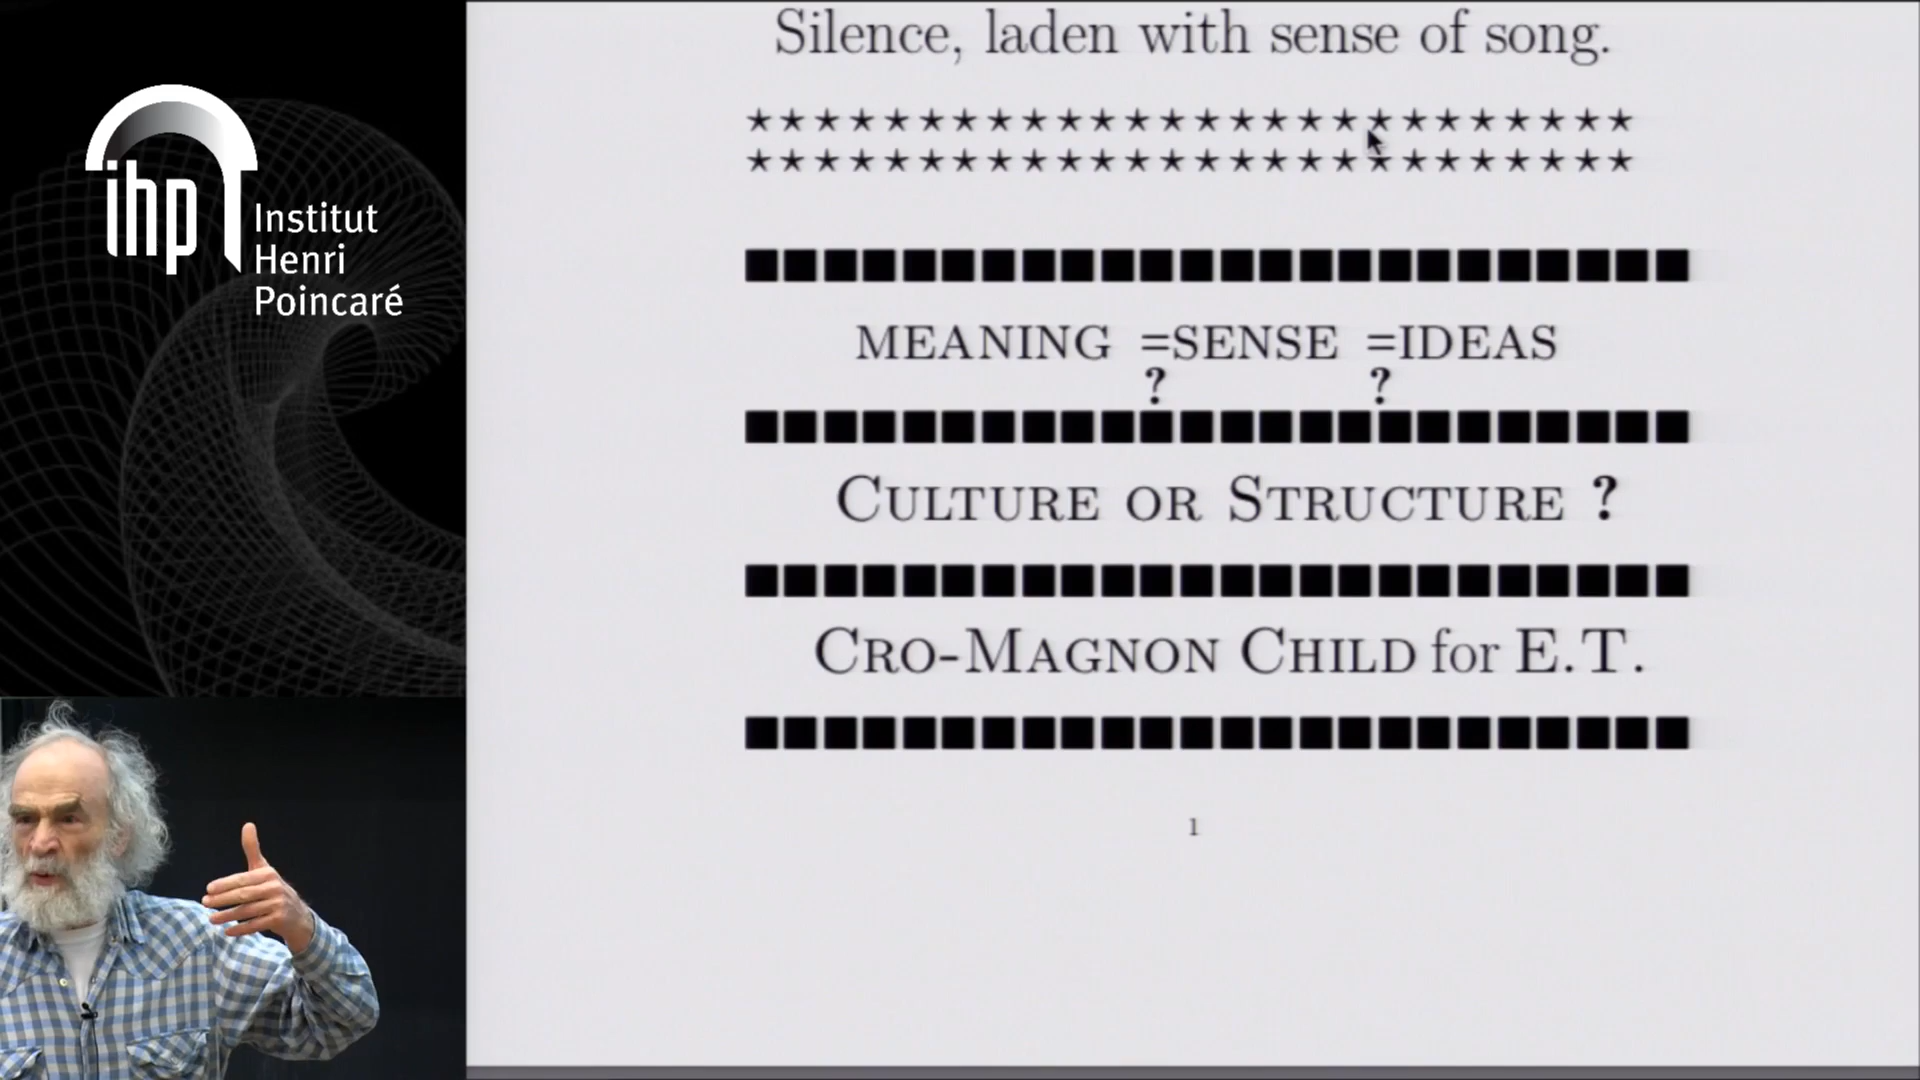 ihp
Institut
Henri
Poincaré
Silence, laden with sense of song.
★★★★★★★★★★★★★★★★★★★★★★★★★★
★★★★★★★★★★★★★★★★★★★★★★★★★★
■■■■■■■■■■■■■■■■■■■■■■■■
MEANING =SENSE =IDEAS
? ?
■■■■■■■■■■■■■■■■■■■■■■■■
CULTURE OR STRUCTURE ?
■■■■■■■■■■■■■■■■■■■■■■■■
CRO-MAGNON CHILD for E.T.
■■■■■■■■■■■■■■■■■■■■■■■■
1